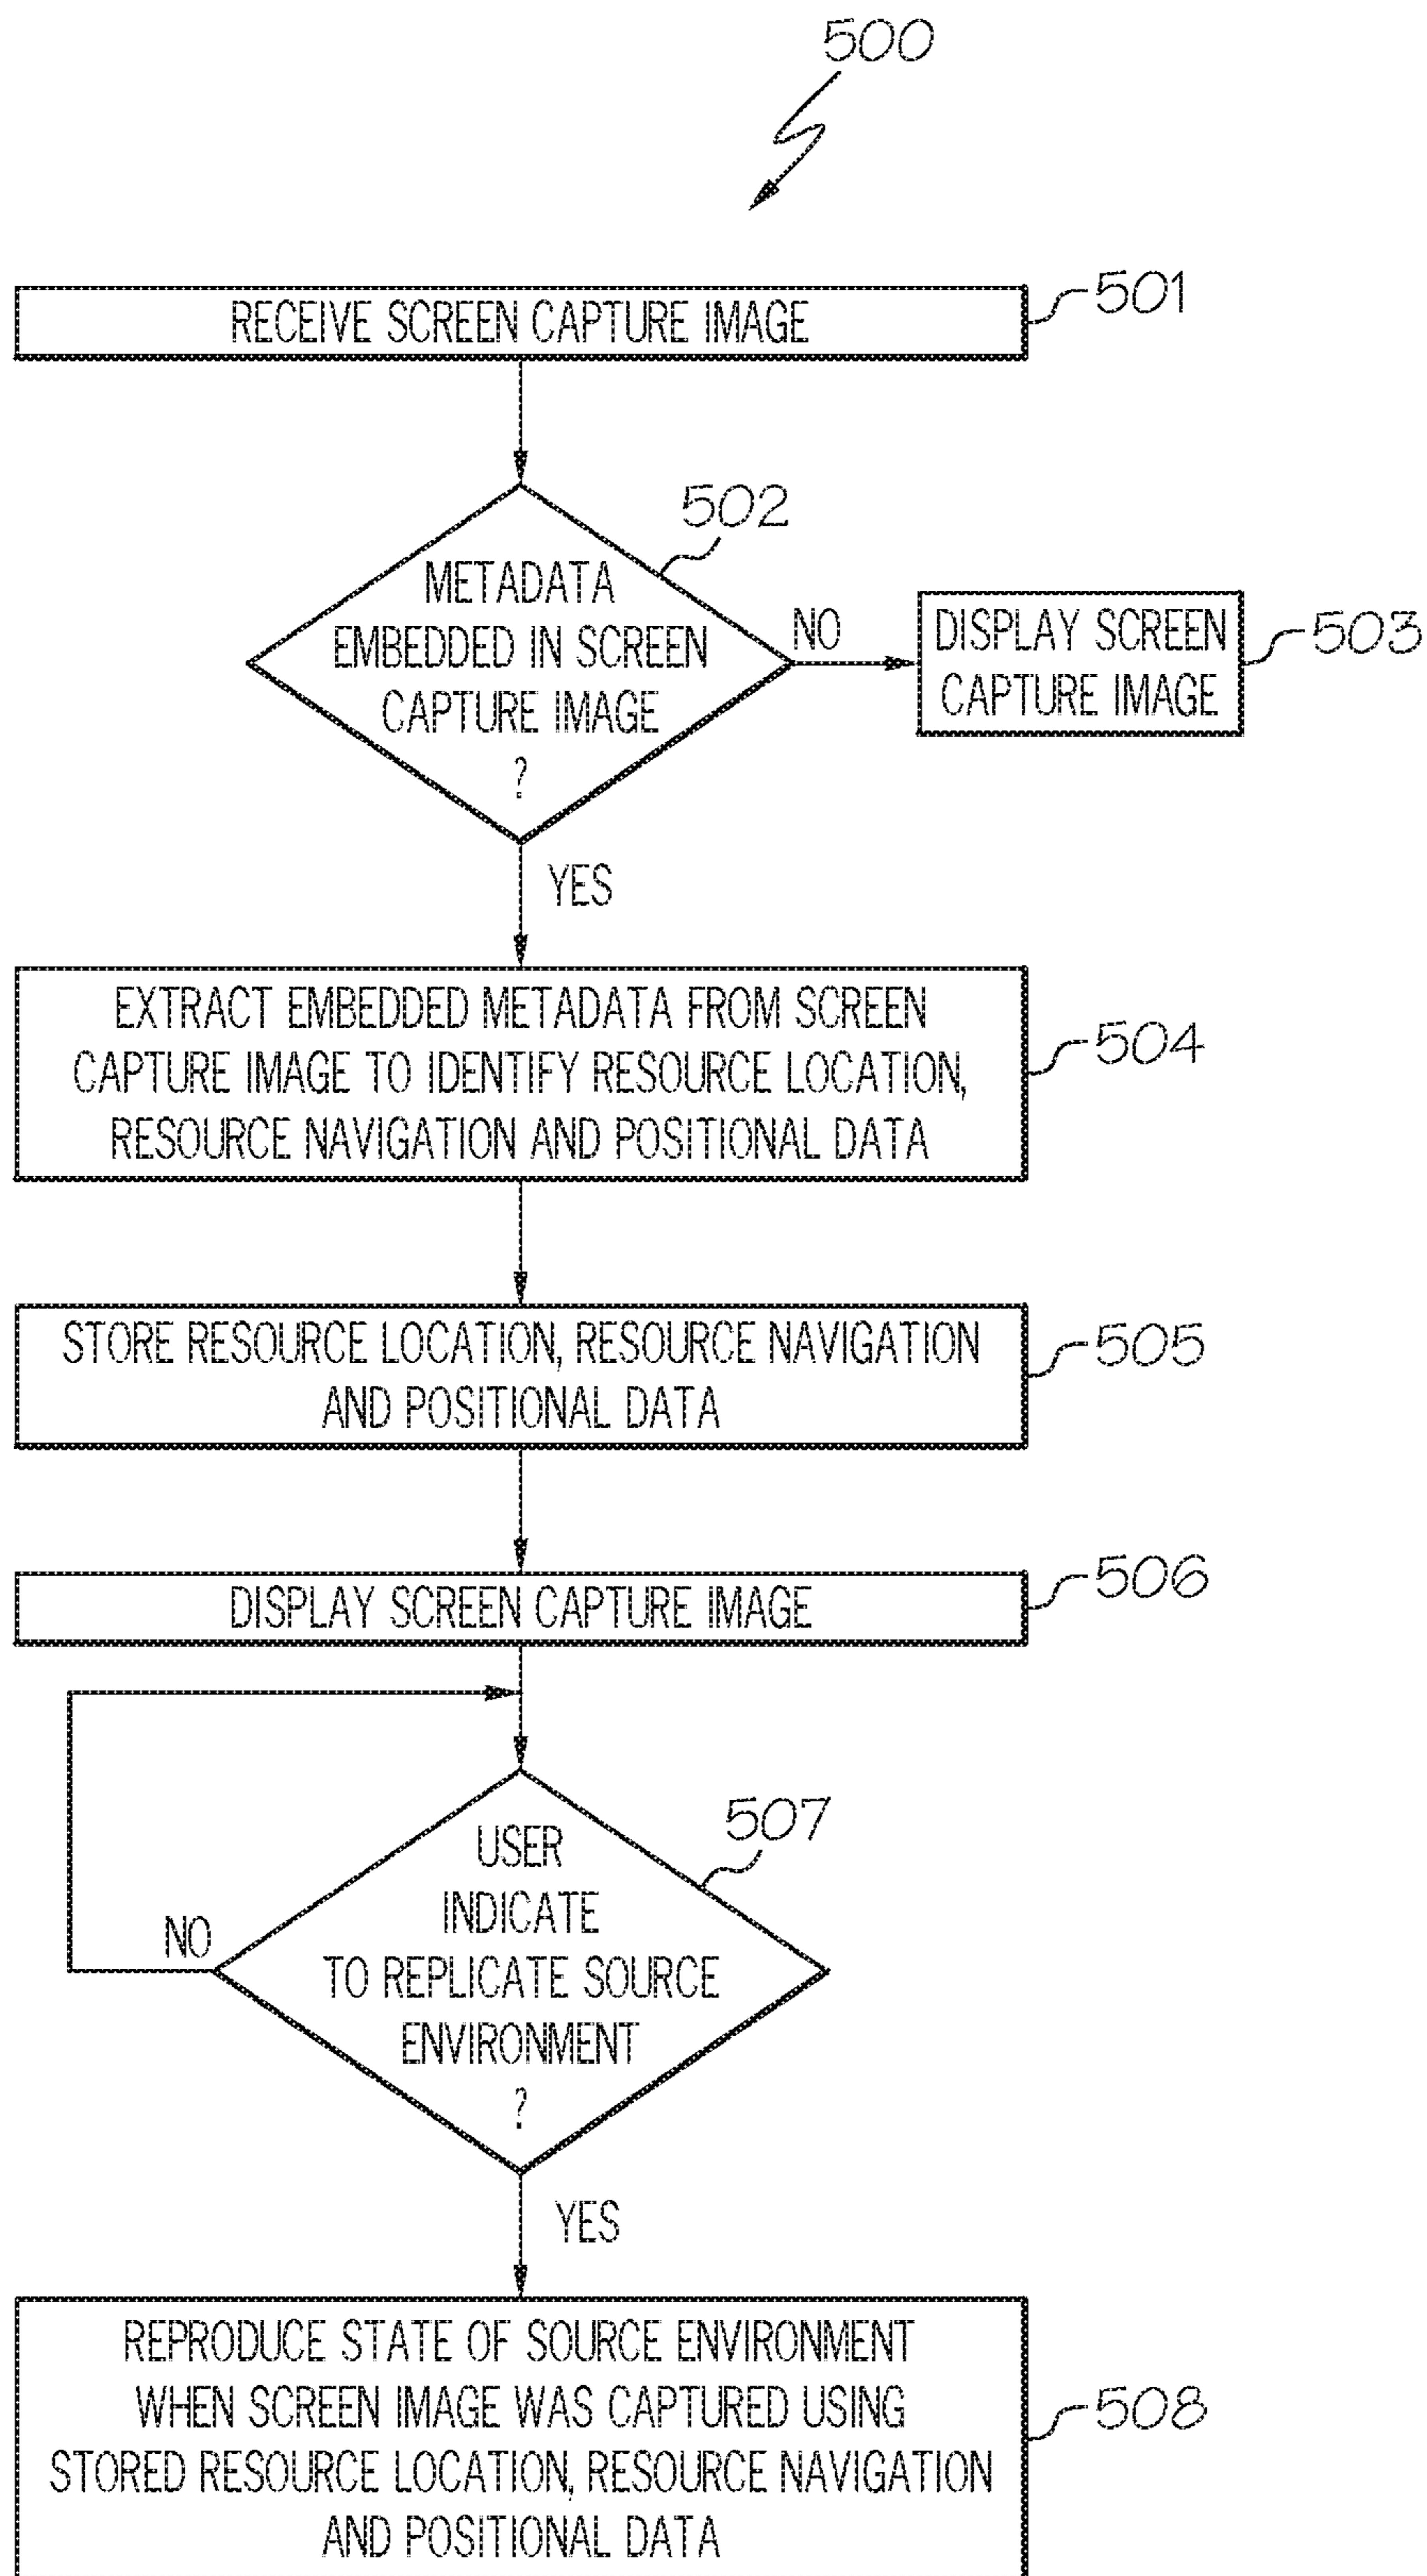 500
RECEIVE SCREEN CAPTURE IMAGE
501
502
METADATA
EMBEDDED IN SCREEN
CAPTURE IMAGE
?
NO
DISPLAY SCREEN
CAPTURE IMAGE
503
YES
EXTRACT EMBEDDED METADATA FROM SCREEN
CAPTURE IMAGE TO IDENTIFY RESOURCE LOCATION,
RESOURCE NAVIGATION AND POSITIONAL DATA
504
STORE RESOURCE LOCATION, RESOURCE NAVIGATION
AND POSITIONAL DATA
505
DISPLAY SCREEN CAPTURE IMAGE
506
507
USER
INDICATE
TO REPLICATE SOURCE
ENVIRONMENT
?
NO
YES
REPRODUCE STATE OF SOURCE ENVIRONMENT
WHEN SCREEN IMAGE WAS CAPTURED USING
STORED RESOURCE LOCATION, RESOURCE NAVIGATION
AND POSITIONAL DATA
508